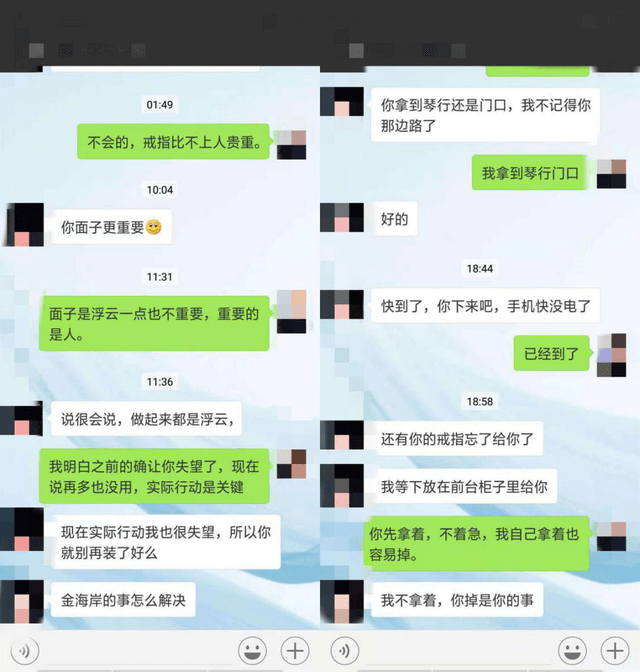 01:49
不会的，戒指比不上人贵重。
10:04
你面子更重要
11:31
面子是浮云一点也不重要，重要的
是人。
11:36
说很会说，做起来都是浮云，
我明白之前的确让你失望了，现在
说再多也没用，实际行动是关键
现在实际行动我也很失望，所以你
就别再装了好么
金海岸的事怎么解决
你拿到琴行还是门口，我不记得你
那边路了
我拿到琴行门口
好的
18:44
快到了，你下来吧，手机快没电了
已经到了
18:58
还有你的戒指忘了给你了
我等下放在前台柜子里给你
你先拿着，不着急，我自己拿着也
容易掉。
我不拿着，你掉是你的事